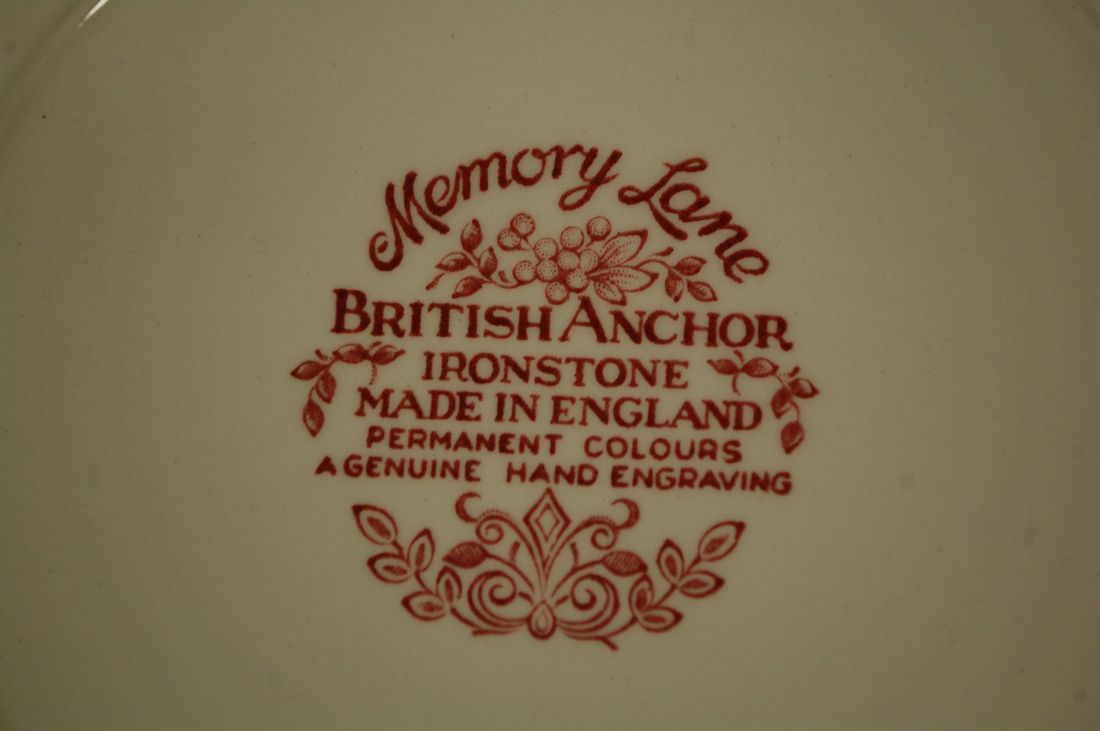 Memory Lane
BRITISH ANCHOR
IRONSTONE
MADE IN ENGLAND
PERMANENT COLOURS
A GENUINE HAND ENGRAVING